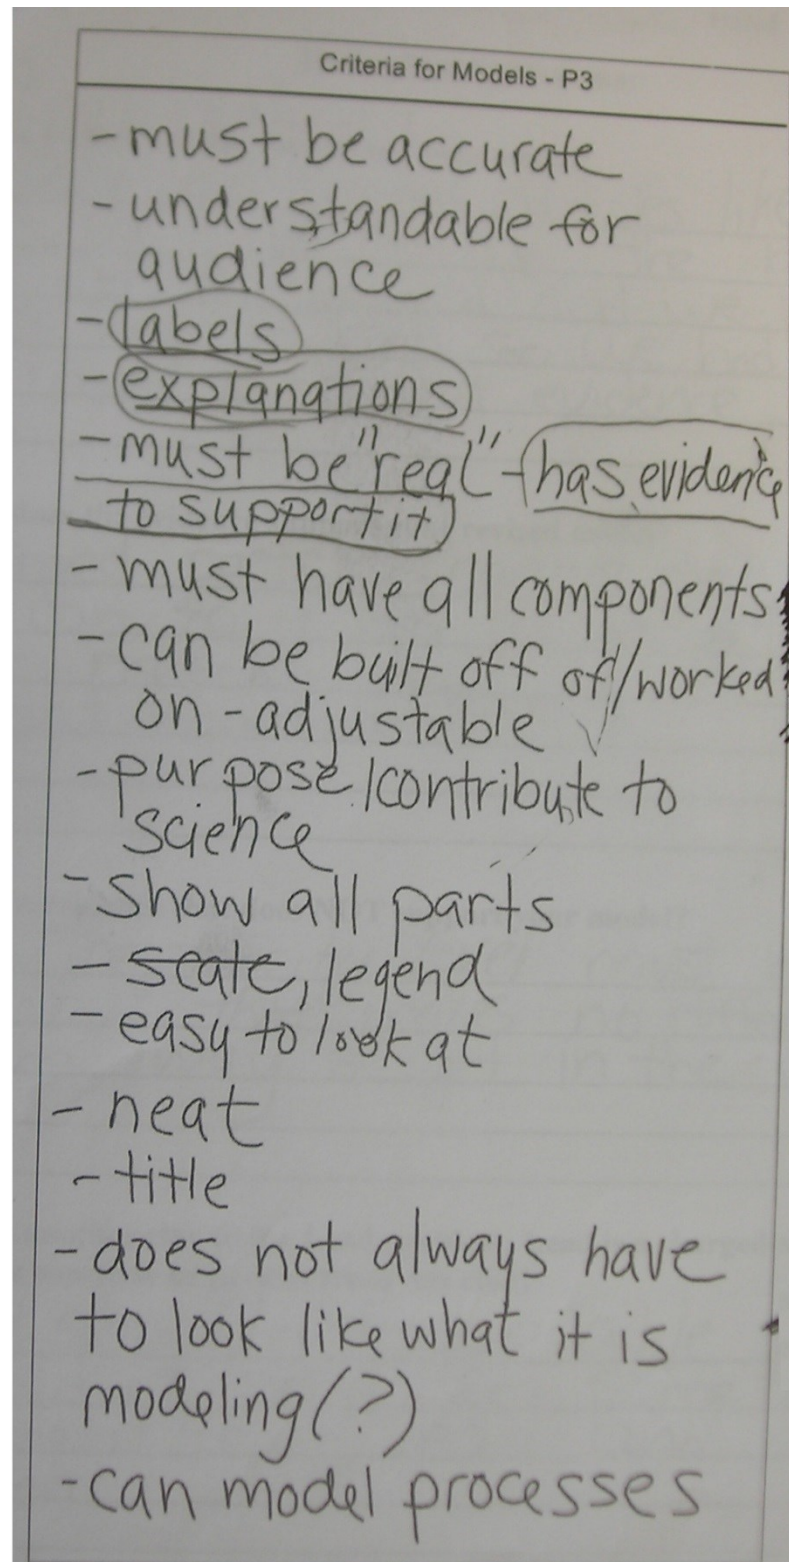 Criteria for Models - P3
- must be accurate
- understandable for
audience
- labels
- explanations
- must be "real" - has evidence
to support it
- must have all components
- can be built off of/worked
on - adjustable
- purpose/contribute to
science
- show all parts
- scale, legend
- easy to look at
- neat
- title
- does not always have
to look like what it is
modeling (?)
- can model processes